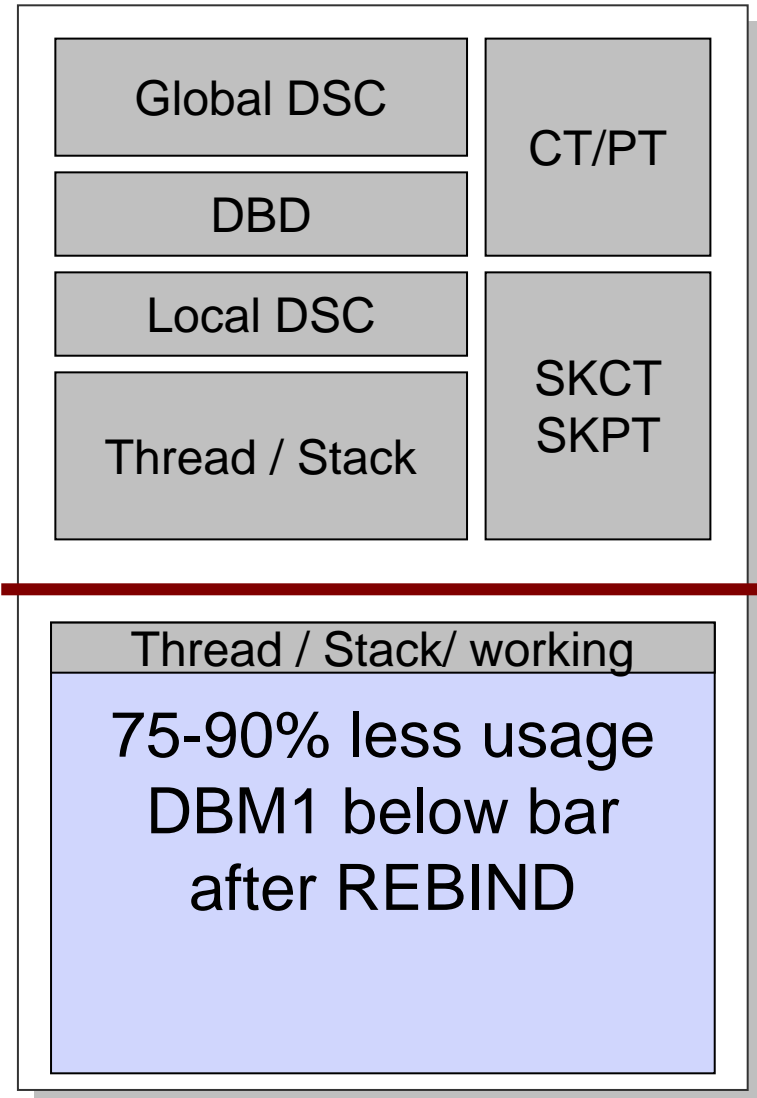 Global DSC
CT/PT
DBD
Local DSC
SKCT
SKPT
Thread / Stack
Thread / Stack/ working
75-90% less usage
DBM1 below bar
after REBIND